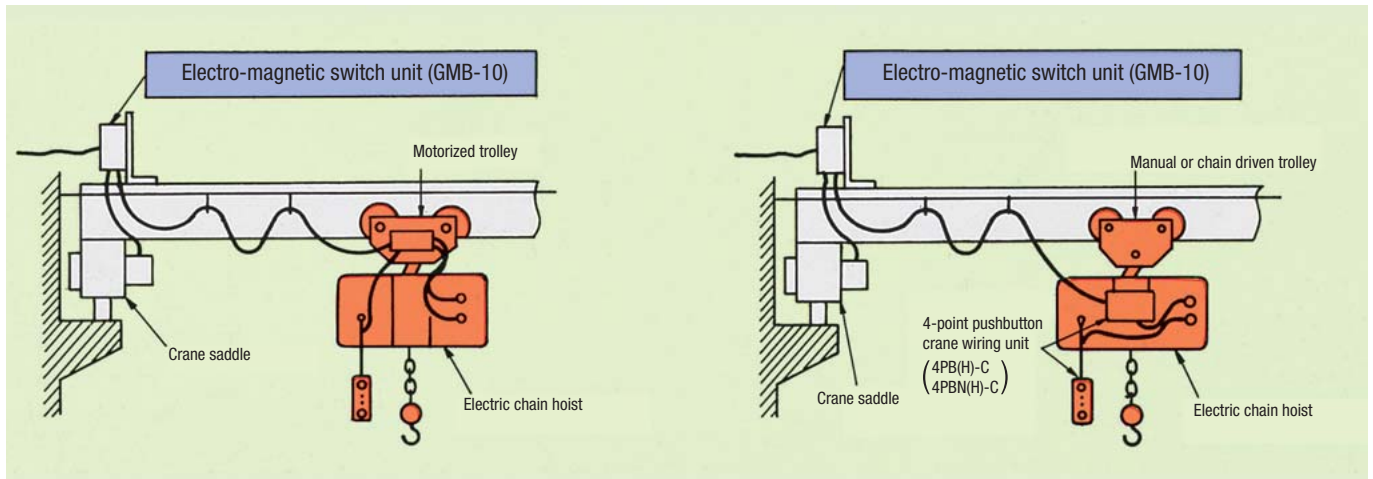 Electro-magnetic switch unit (GMB-10)
Motorized trolley
Crane saddle
Electric chain hoist
Electro-magnetic switch unit (GMB-10)
Manual or chain driven trolley
4-point pushbutton
crane wiring unit
(4PB(H)-C
4PBN(H)-C)
Crane saddle
Electric chain hoist